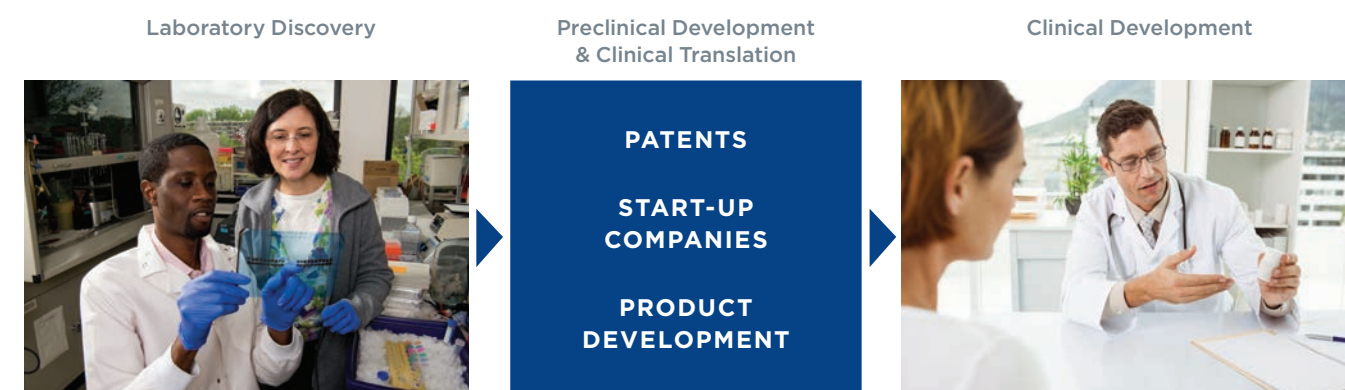 Laboratory Discovery
Preclinical Development
& Clinical Translation
Clinical Development
PATENTS
START-UP
COMPANIES
PRODUCT
DEVELOPMENT